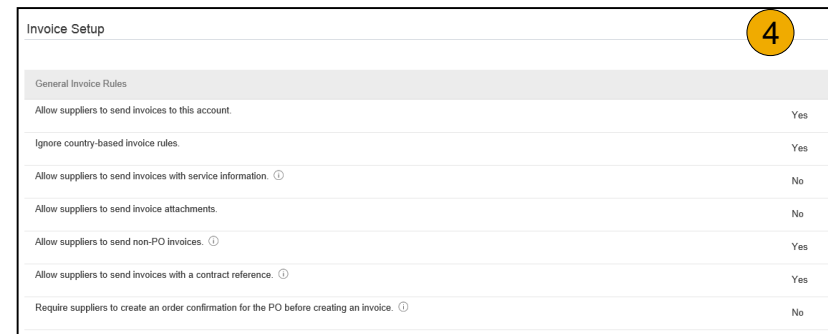 Invoice Setup
4
General Invoice Rules
Allow suppliers to send invoices to this account.
Yes
Ignore country-based invoice rules.
Yes
Allow suppliers to send invoices with service information.
No
Allow suppliers to send invoice attachments.
No
Allow suppliers to send non-PO invoices.
Yes
Allow suppliers to send invoices with a contract reference.
Yes
Require suppliers to create an order confirmation for the PO before creating an invoice.
No